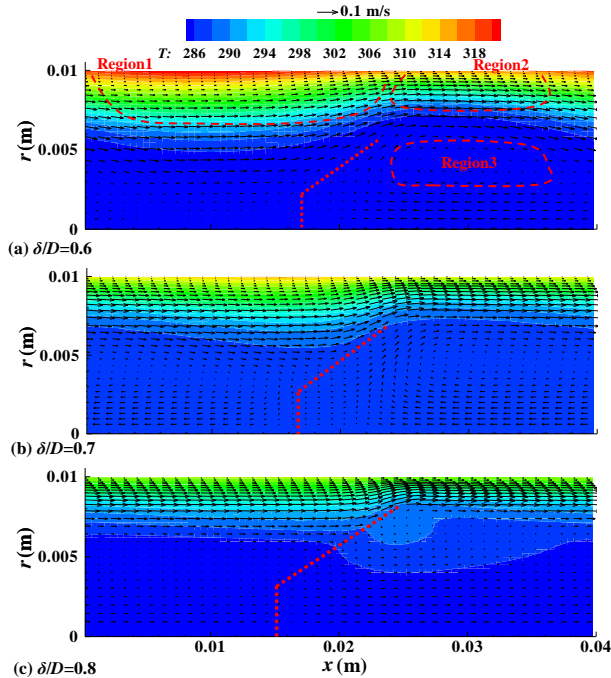 0.1 m/s
T: 286 290 294 298 302 306 310 314 318
Region1
Region2
0.01
r (m)
0.005
Region3
0
(a) δ/D=0.6
0.01
r (m)
0.005
0
(b) δ/D=0.7
0.01
r (m)
0.005
0
0.01 0.02 0.03 0.04
x (m)
(c) δ/D=0.8